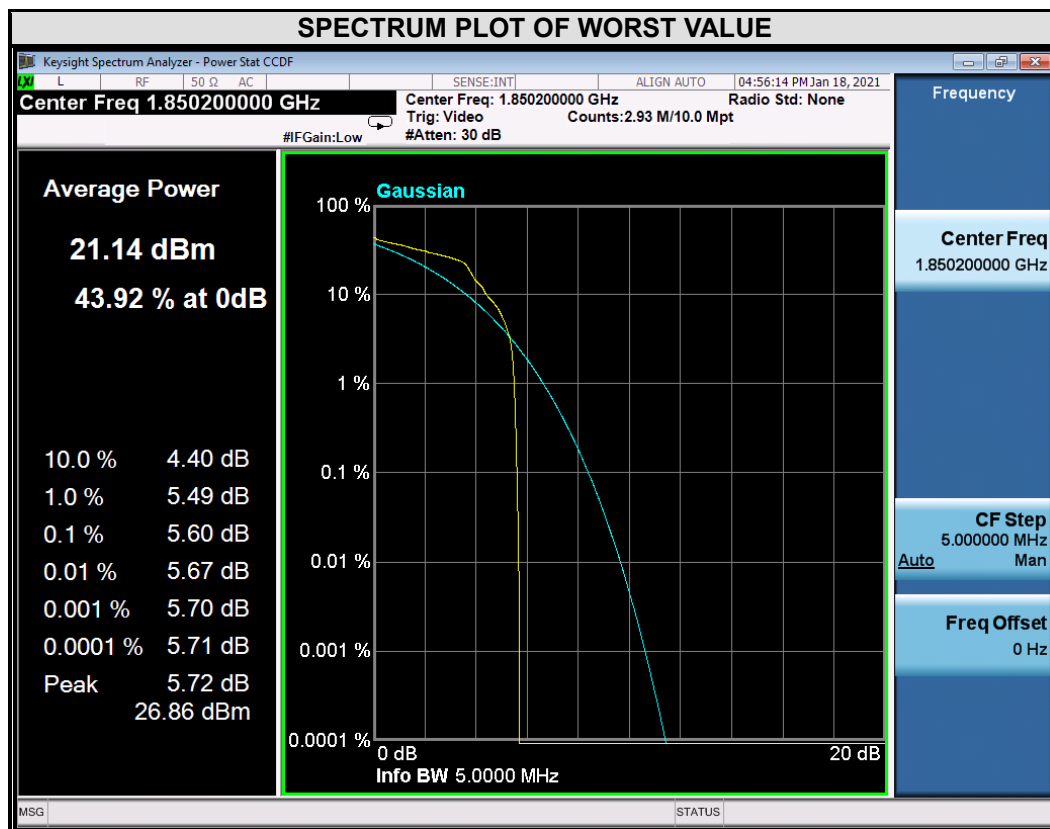 SPECTRUM PLOT OF WORST VALUE
Keysight Spectrum Analyzer - Power Stat CCDF
LXI L RF 50 Ω AC SENSE:INT ALIGN AUTO 04:56:14 PM Jan 18, 2021
Center Freq 1.850200000 GHz
Center Freq: 1.850200000 GHz Radio Std: None
Trig: Video Counts:2.93 M/10.0 Mpt
#IFGain:Low #Atten: 30 dB
Average Power
21.14 dBm
43.92 % at 0dB
10.0 % 4.40 dB
1.0 % 5.49 dB
0.1 % 5.60 dB
0.01 % 5.67 dB
0.001 % 5.70 dB
0.0001 % 5.71 dB
Peak 5.72 dB
26.86 dBm
Gaussian
100 %
10 %
1 %
0.1 %
0.01 %
0.001 %
0.0001 %
0 dB 20 dB
Info BW 5.0000 MHz
Frequency
Center Freq
1.850200000 GHz
CF Step
5.000000 MHz
Auto Man
Freq Offset
0 Hz
MSG STATUS